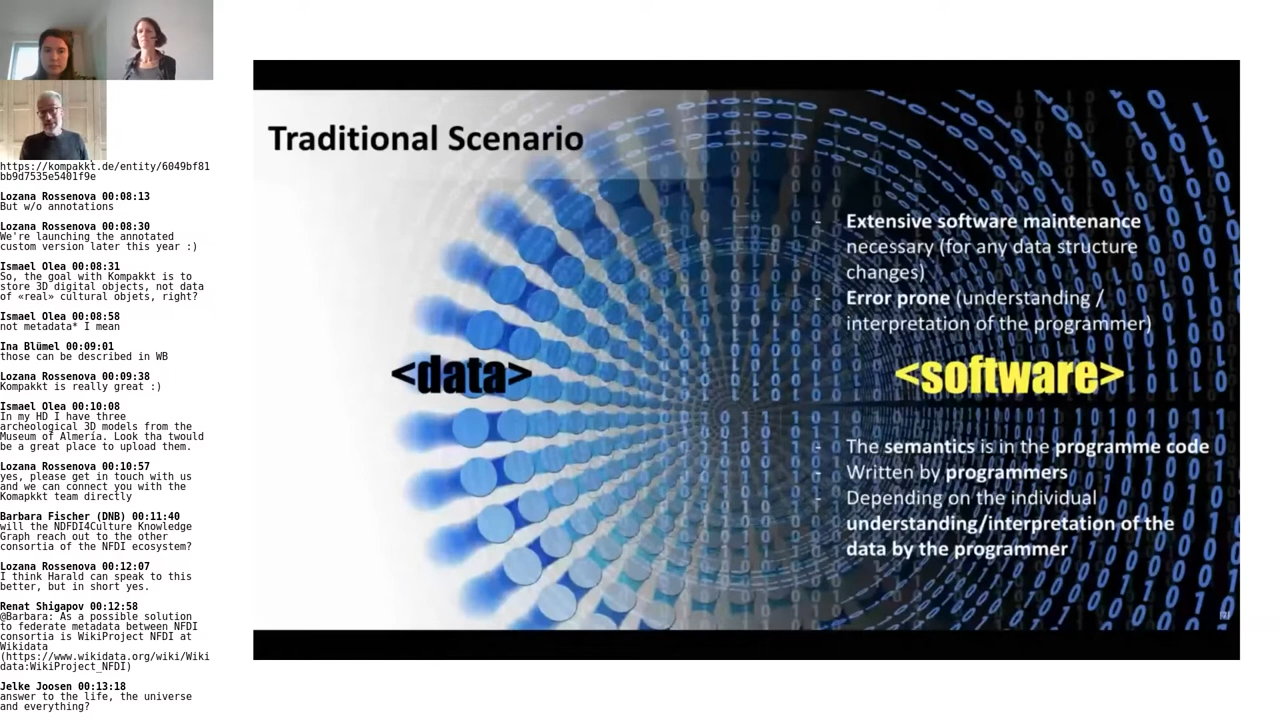 https://kompakkt.de/entity/6049bf81
bb9d7535e5401f9e
Lozana Rossenova 00:08:13
But w/o annotations
Lozana Rossenova 00:08:30
We're launching the annotated
custom version later this year :)
Ismael Olea 00:08:31
So, the goal with Kompakkt is to
store 3D digital objects, not data
of «real» cultural objets, right?
Ismael Olea 00:08:58
not metadata* I mean
Ina Blümel 00:09:01
those can be described in WB
Lozana Rossenova 00:09:38
Kompakkt is really great :)
Ismael Olea 00:10:08
In my HD I have three
archeological 3D models from the
Museum of Almería. Look tha twould
be a great place to upload them.
Lozana Rossenova 00:10:57
yes, please get in touch with us
and we can connect you with the
Komapkkt team directly
Barbara Fischer (DNB) 00:11:40
will the NDFDI4Culture Knowledge
Graph reach out to the other
consortia of the NFDI ecosystem?
Lozana Rossenova 00:12:07
I think Harald can speak to this
better, but in short yes.
Renat Shigapov 00:12:58
@Barbara: As a possible solution
to federate metadata between NFDI
consortia is WikiProject NFDI at
Wikidata
(https://www.wikidata.org/wiki/Wiki
data:WikiProject_NFDI)
Jelke Joosen 00:13:18
answer to the life, the universe
and everything?
Traditional Scenario
- Extensive software maintenance
necessary (for any data structure
changes)
- Error prone (understanding /
interpretation of the programmer)
<data>
<software>
- The semantics is in the programme code
- Written by programmers
- Depending on the individual
understanding/interpretation of the
data by the programmer